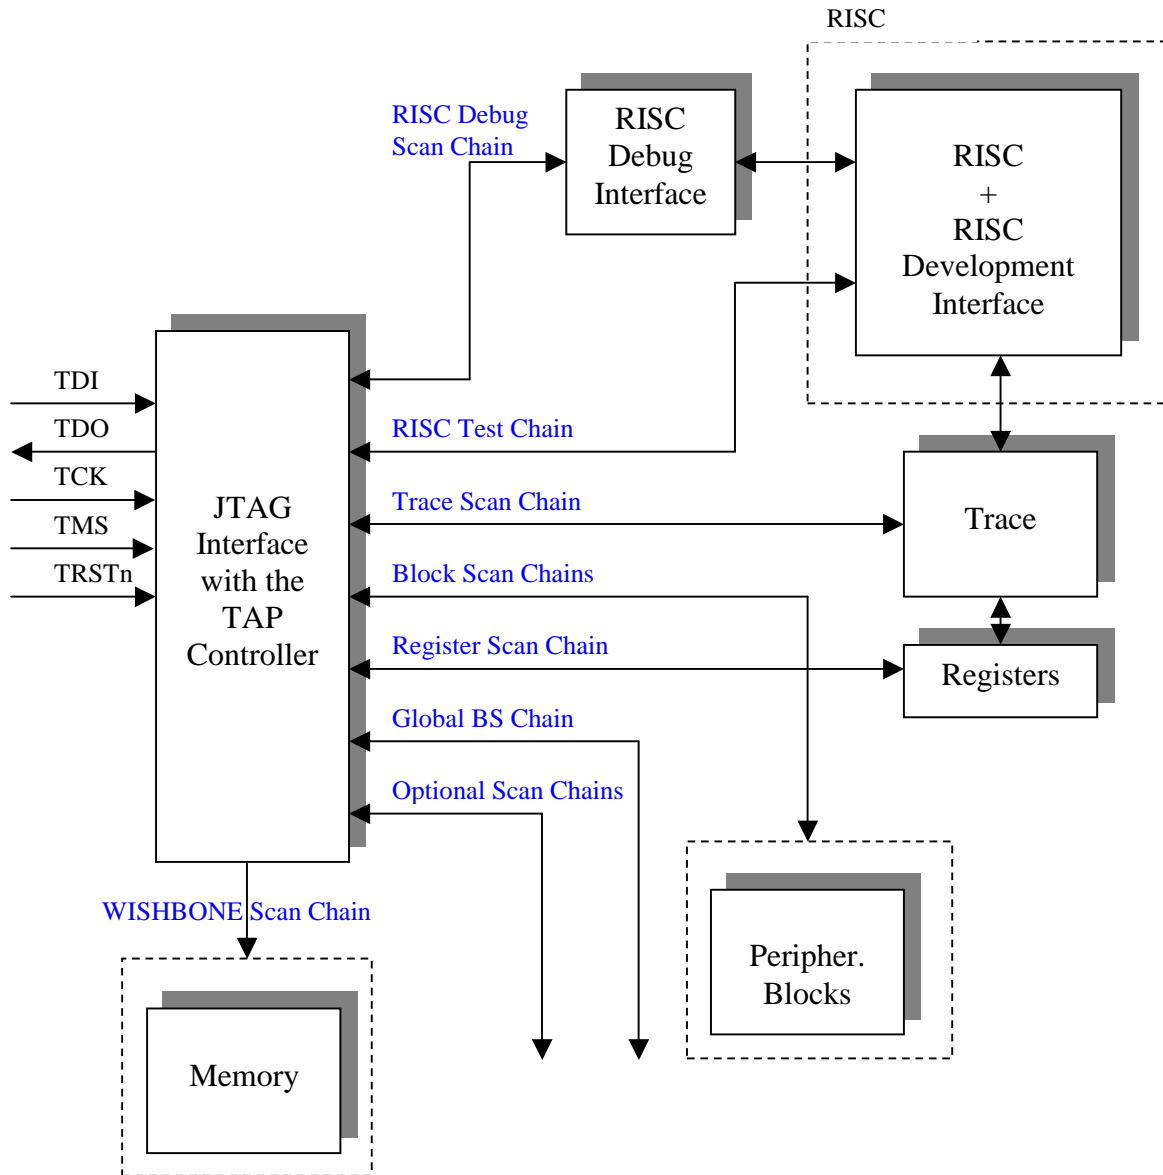 RISC
RISC Debug
Scan Chain
RISC
Debug
Interface
RISC
+
RISC
Development
Interface
TDI
TDO
TCK
TMS
TRSTn
JTAG
Interface
with the
TAP
Controller
RISC Test Chain
Trace Scan Chain
Trace
Block Scan Chains
Register Scan Chain
Registers
Global BS Chain
Optional Scan Chains
WISHBONE Scan Chain
Peripher.
Blocks
Memory